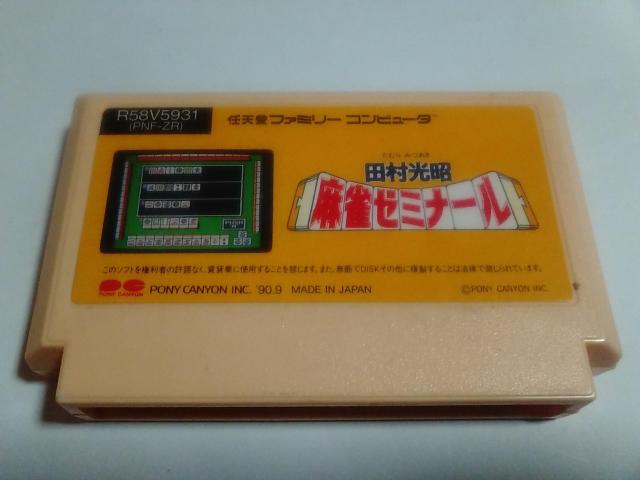 R58V5931
(PNF-ZR)
任天堂ファミリーコンピュータ
たむら みつあき
田村光昭
麻雀ゼミナール
このソフトを権利者の許諾なく、賃貸業に使用することを禁じます。また、無断でDISKその他に複製することは法律で禁じられています。
PONY CANYON
PONY CANYON INC. '90.9 MADE IN JAPAN
©PONY CANYON INC.